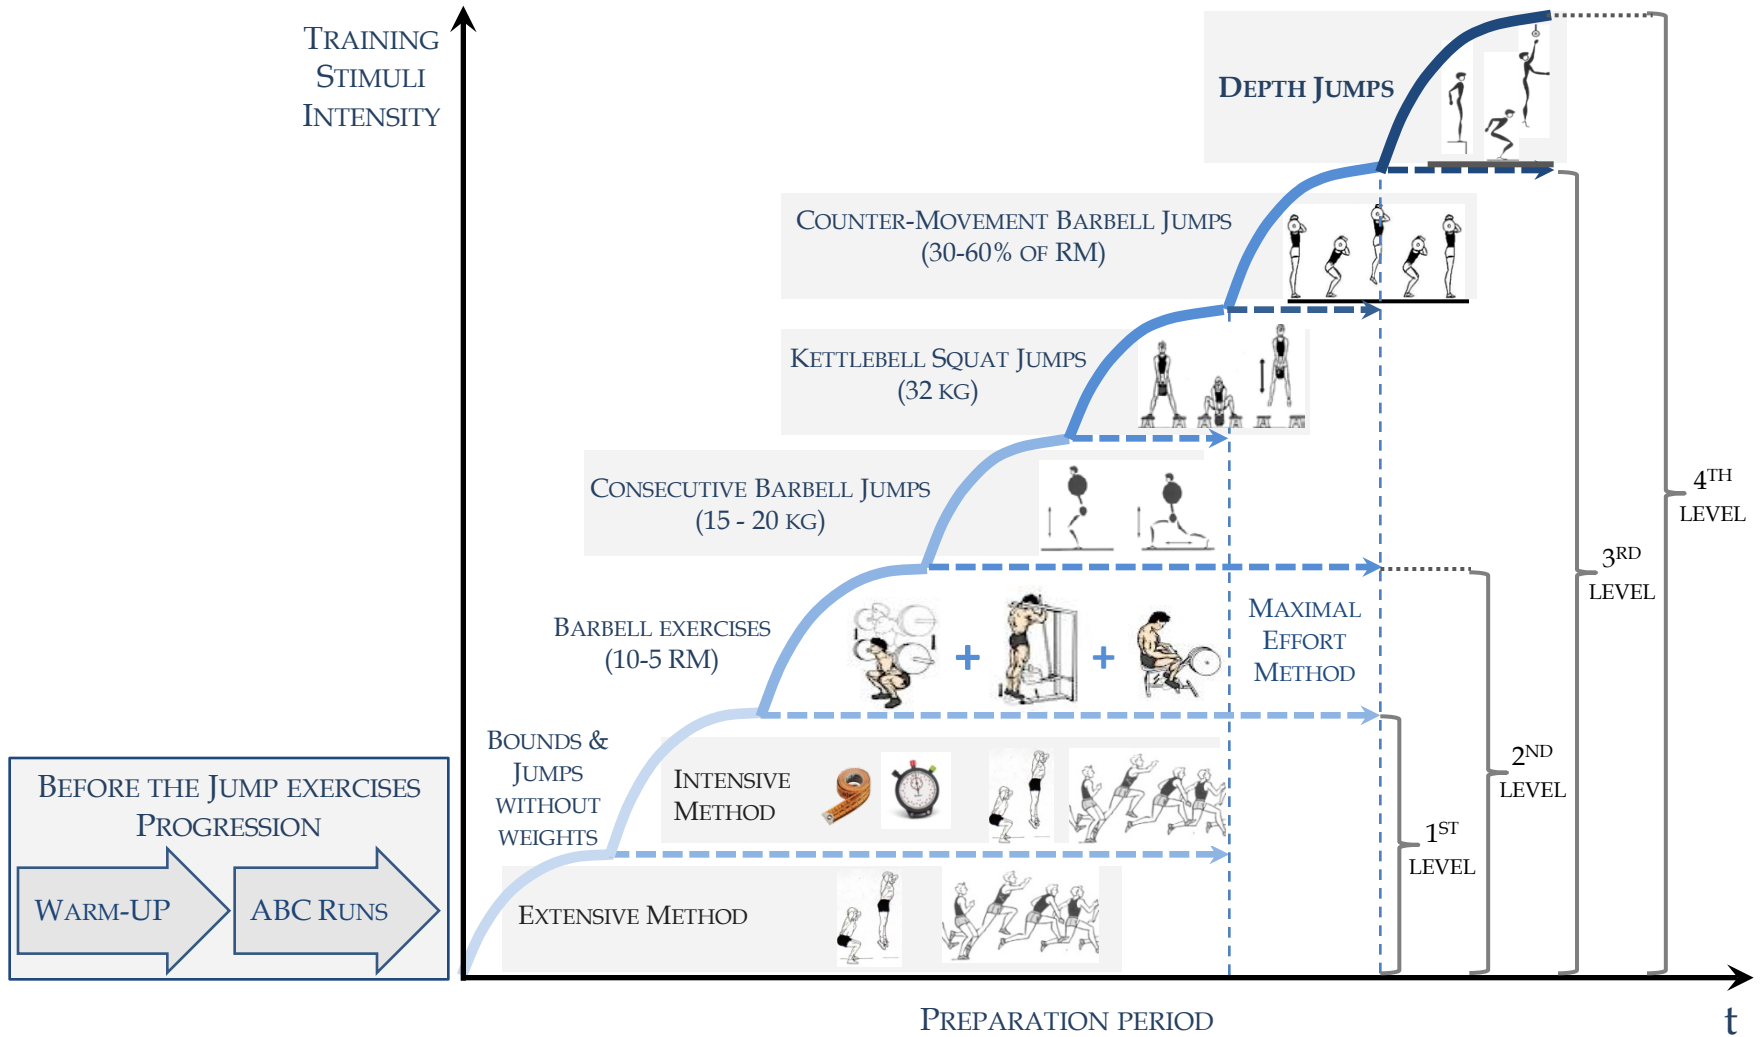 TRAINING
STIMULI
INTENSITY
DEPTH JUMPS
COUNTER-MOVEMENT BARBELL JUMPS
(30-60% OF RM)
KETTLEBELL SQUAT JUMPS
(32 KG)
CONSECUTIVE BARBELL JUMPS
(15 - 20 KG)
BARBELL EXERCISES
(10-5 RM)
+
+
MAXIMAL
EFFORT
METHOD
BOUNDS &
JUMPS
WITHOUT
WEIGHTS
INTENSIVE
METHOD
EXTENSIVE METHOD
BEFORE THE JUMP EXERCISES
PROGRESSION
WARM-UP
ABC RUNS
1ST
LEVEL
2ND
LEVEL
3RD
LEVEL
4TH
LEVEL
PREPARATION PERIOD
t